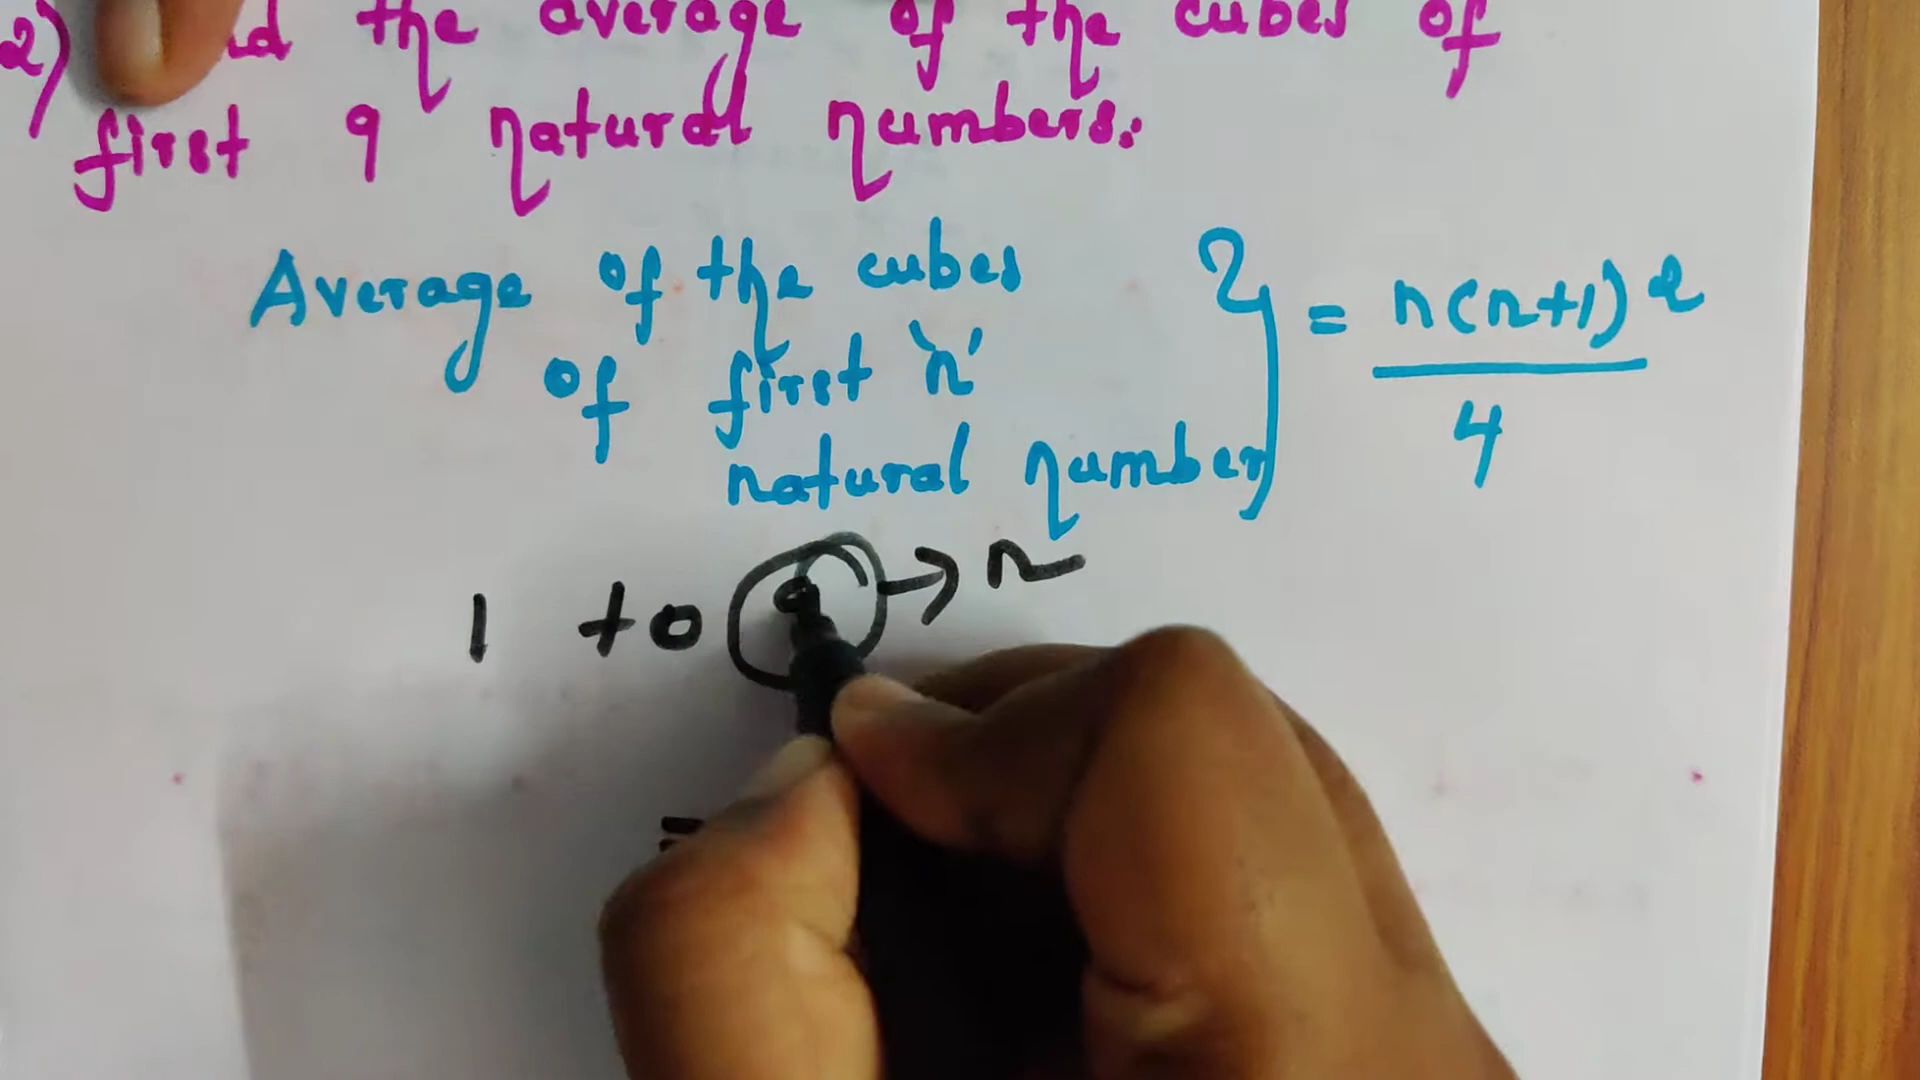 2) the average of the cubes of
first 9 natural numbers.
Average of the cubes
of first 'n'
natural number } = n(n+1)²
4
1 to 9 → n
=